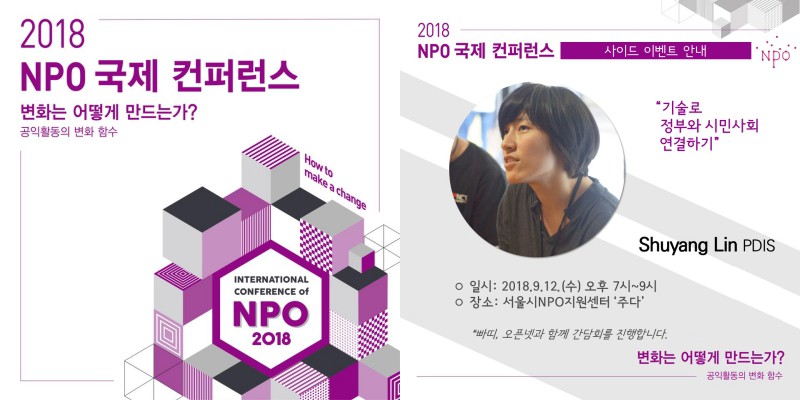 2018
NPO 국제 컨퍼런스
변화는 어떻게 만드는가?
공익활동의 변화 함수
How to
make a change
INTERNATIONAL
CONFERENCE of
NPO
2018
2018
NPO 국제 컨퍼런스
사이드 이벤트 안내
npo
"기술로
정부와 시민사회
연결하기"
Shuyang Lin PDIS
일시: 2018.9.12.(수) 오후 7시~9시
장소: 서울시NPO지원센터 '주다'
*빠띠, 오픈넷과 함께 간담회를 진행합니다.
변화는 어떻게 만드는가?
공익활동의 변화 함수